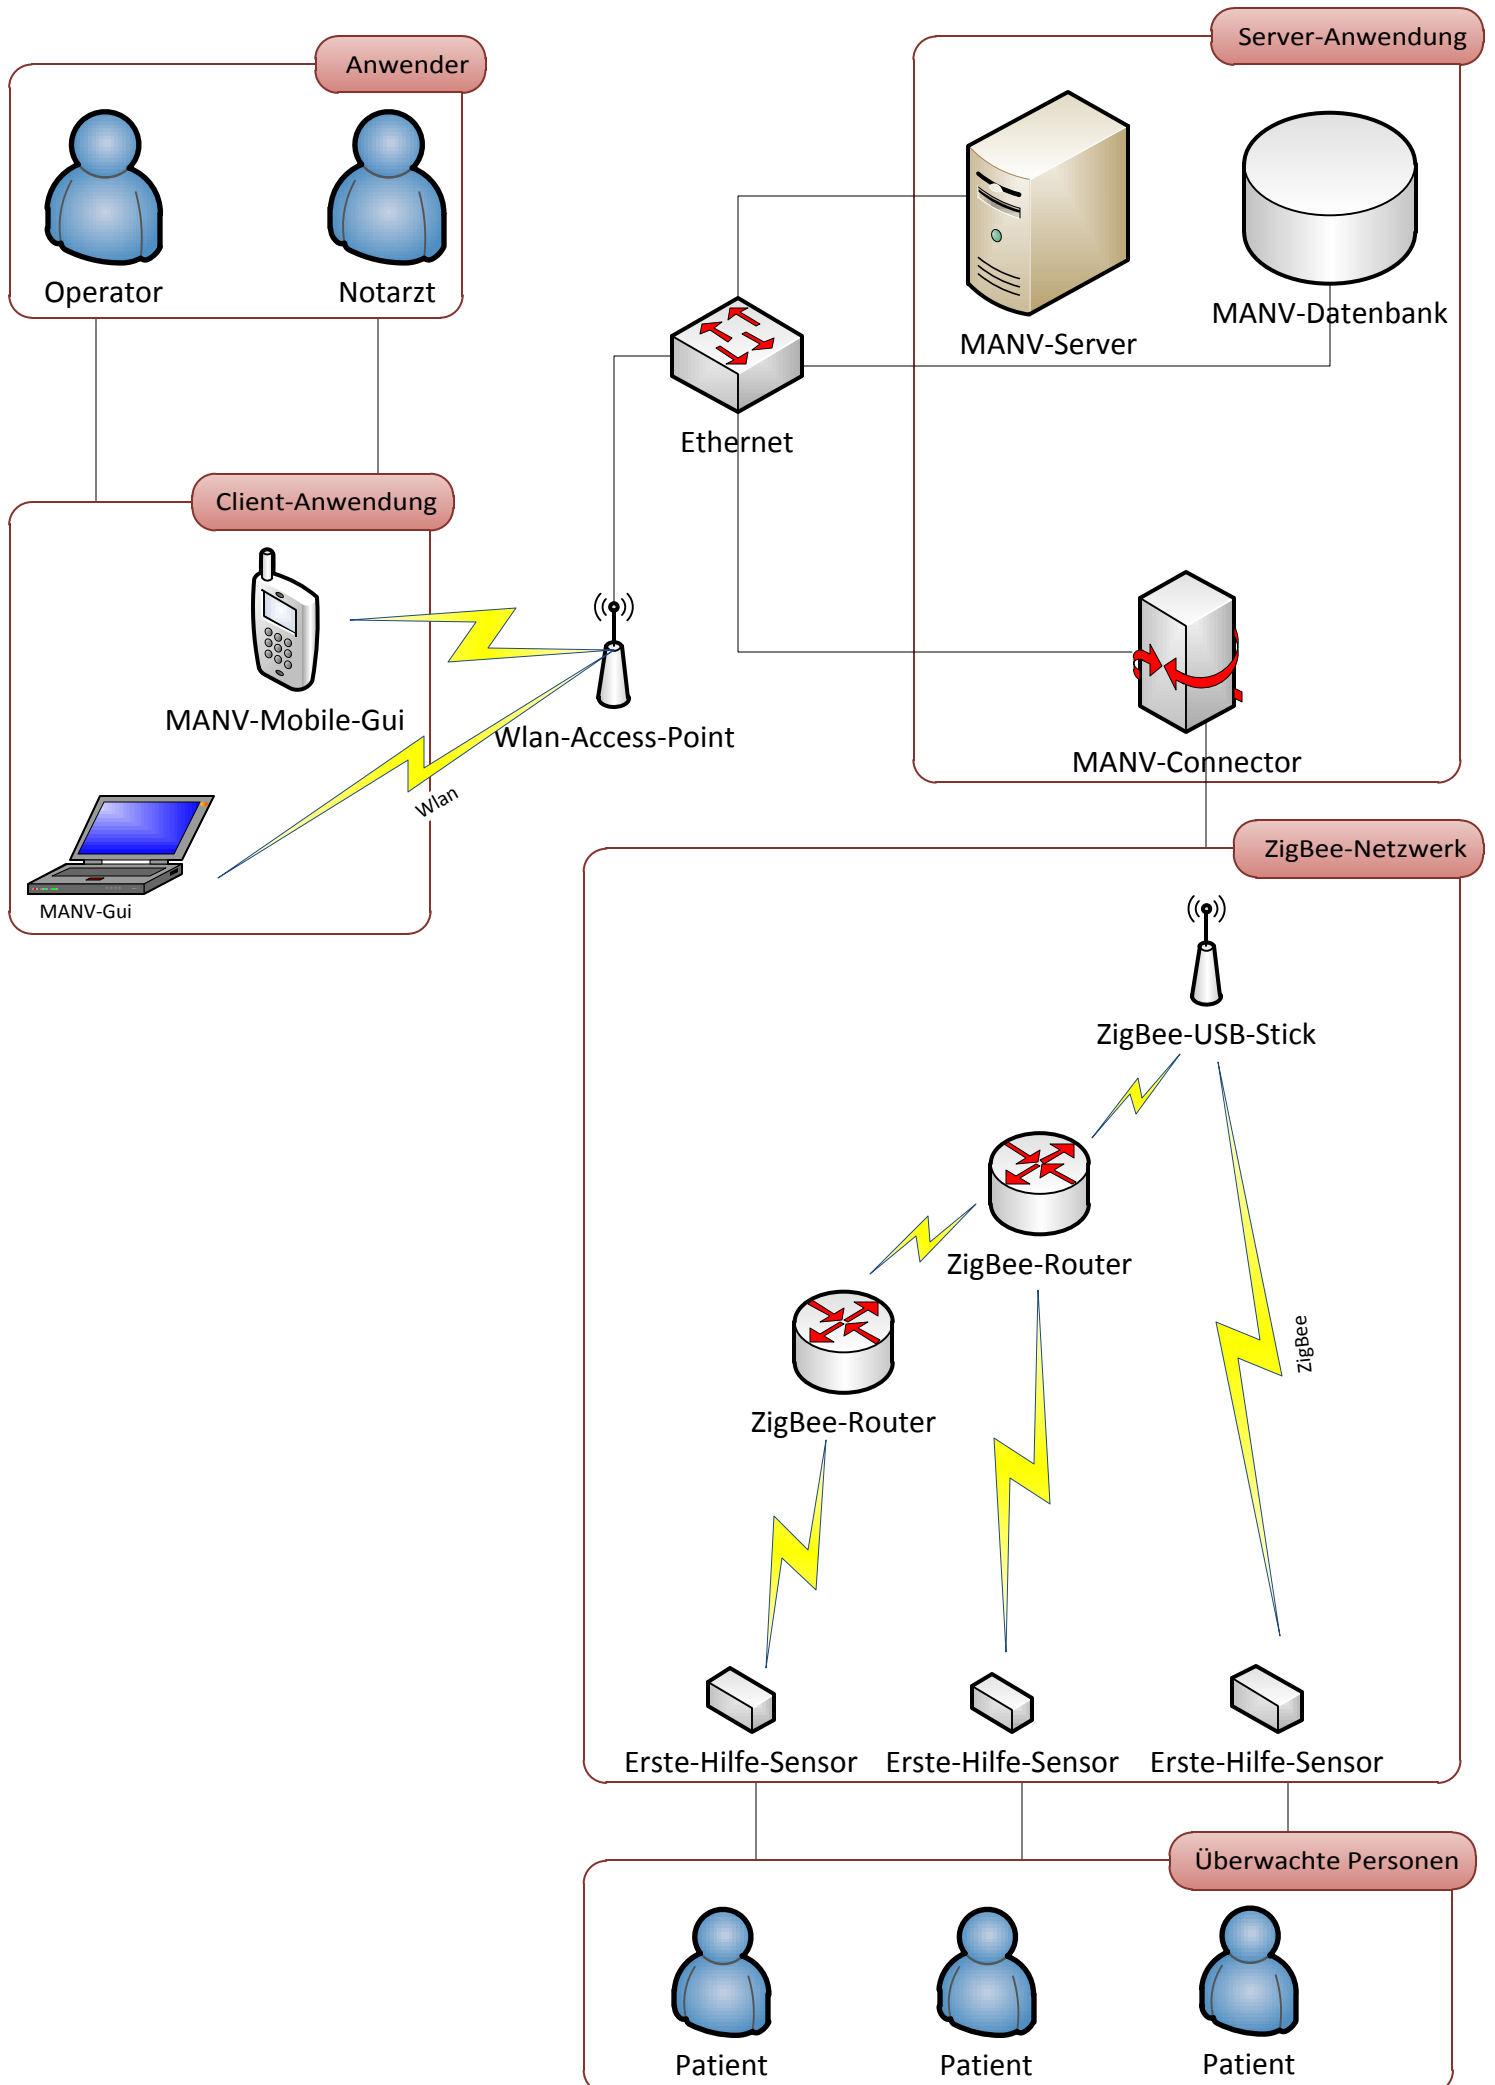 Anwender
Operator
Notarzt
Server-Anwendung
MANV-Server
MANV-Datenbank
Ethernet
Client-Anwendung
MANV-Mobile-Gui
Wlan-Access-Point
Wlan
MANV-Gui
MANV-Connector
ZigBee-Netzwerk
ZigBee-USB-Stick
ZigBee-Router
ZigBee-Router
ZigBee
Erste-Hilfe-Sensor
Erste-Hilfe-Sensor
Erste-Hilfe-Sensor
Überwachte Personen
Patient
Patient
Patient